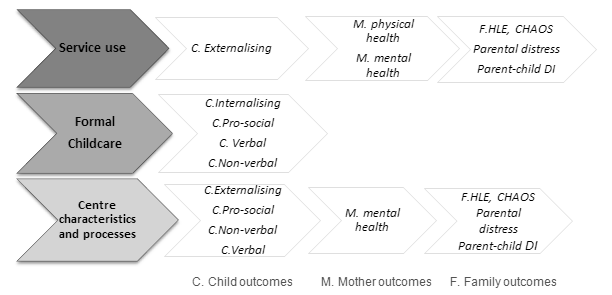 Service use
C. Externalising
M. physical
health
M. mental
health
F.HLE, CHAOS
Parental distress
Parent-child DI
Formal
Childcare
C.Internalising
C.Pro-social
C. Verbal
C.Non-verbal
Centre
characteristics
and processes
C.Externalising
C.Pro-social
C.Non-verbal
C.Verbal
M. mental
health
F.HLE, CHAOS
Parental
distress
Parent-child DI
C. Child outcomes
M. Mother outcomes
F. Family outcomes